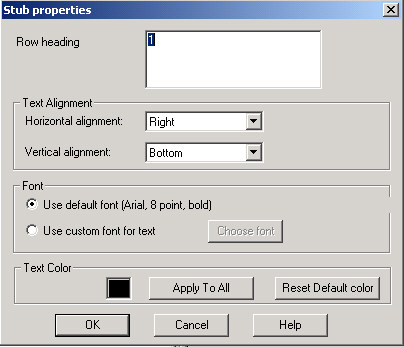 Stub properties
Row heading
1
Text Alignment
Horizontal alignment: Right
Vertical alignment: Bottom
Font
Use default font (Arial, 8 point, bold)
Use custom font for text Choose font
Text Color
Apply To All Reset Default color
OK Cancel Help